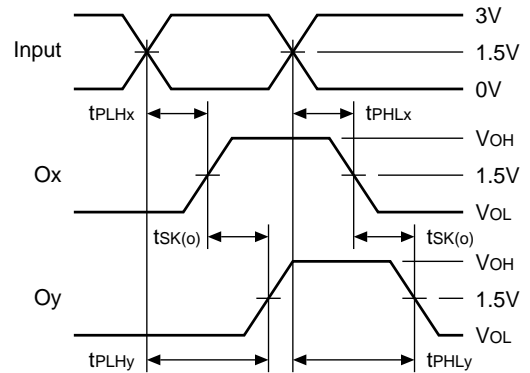 3V
Input 1.5V
0V
tPLHx tPHLx
VOH
Ox 1.5V
VOL
tSK(o) tSK(o)
VOH
Oy 1.5V
VOL
tPLHy tPHLy